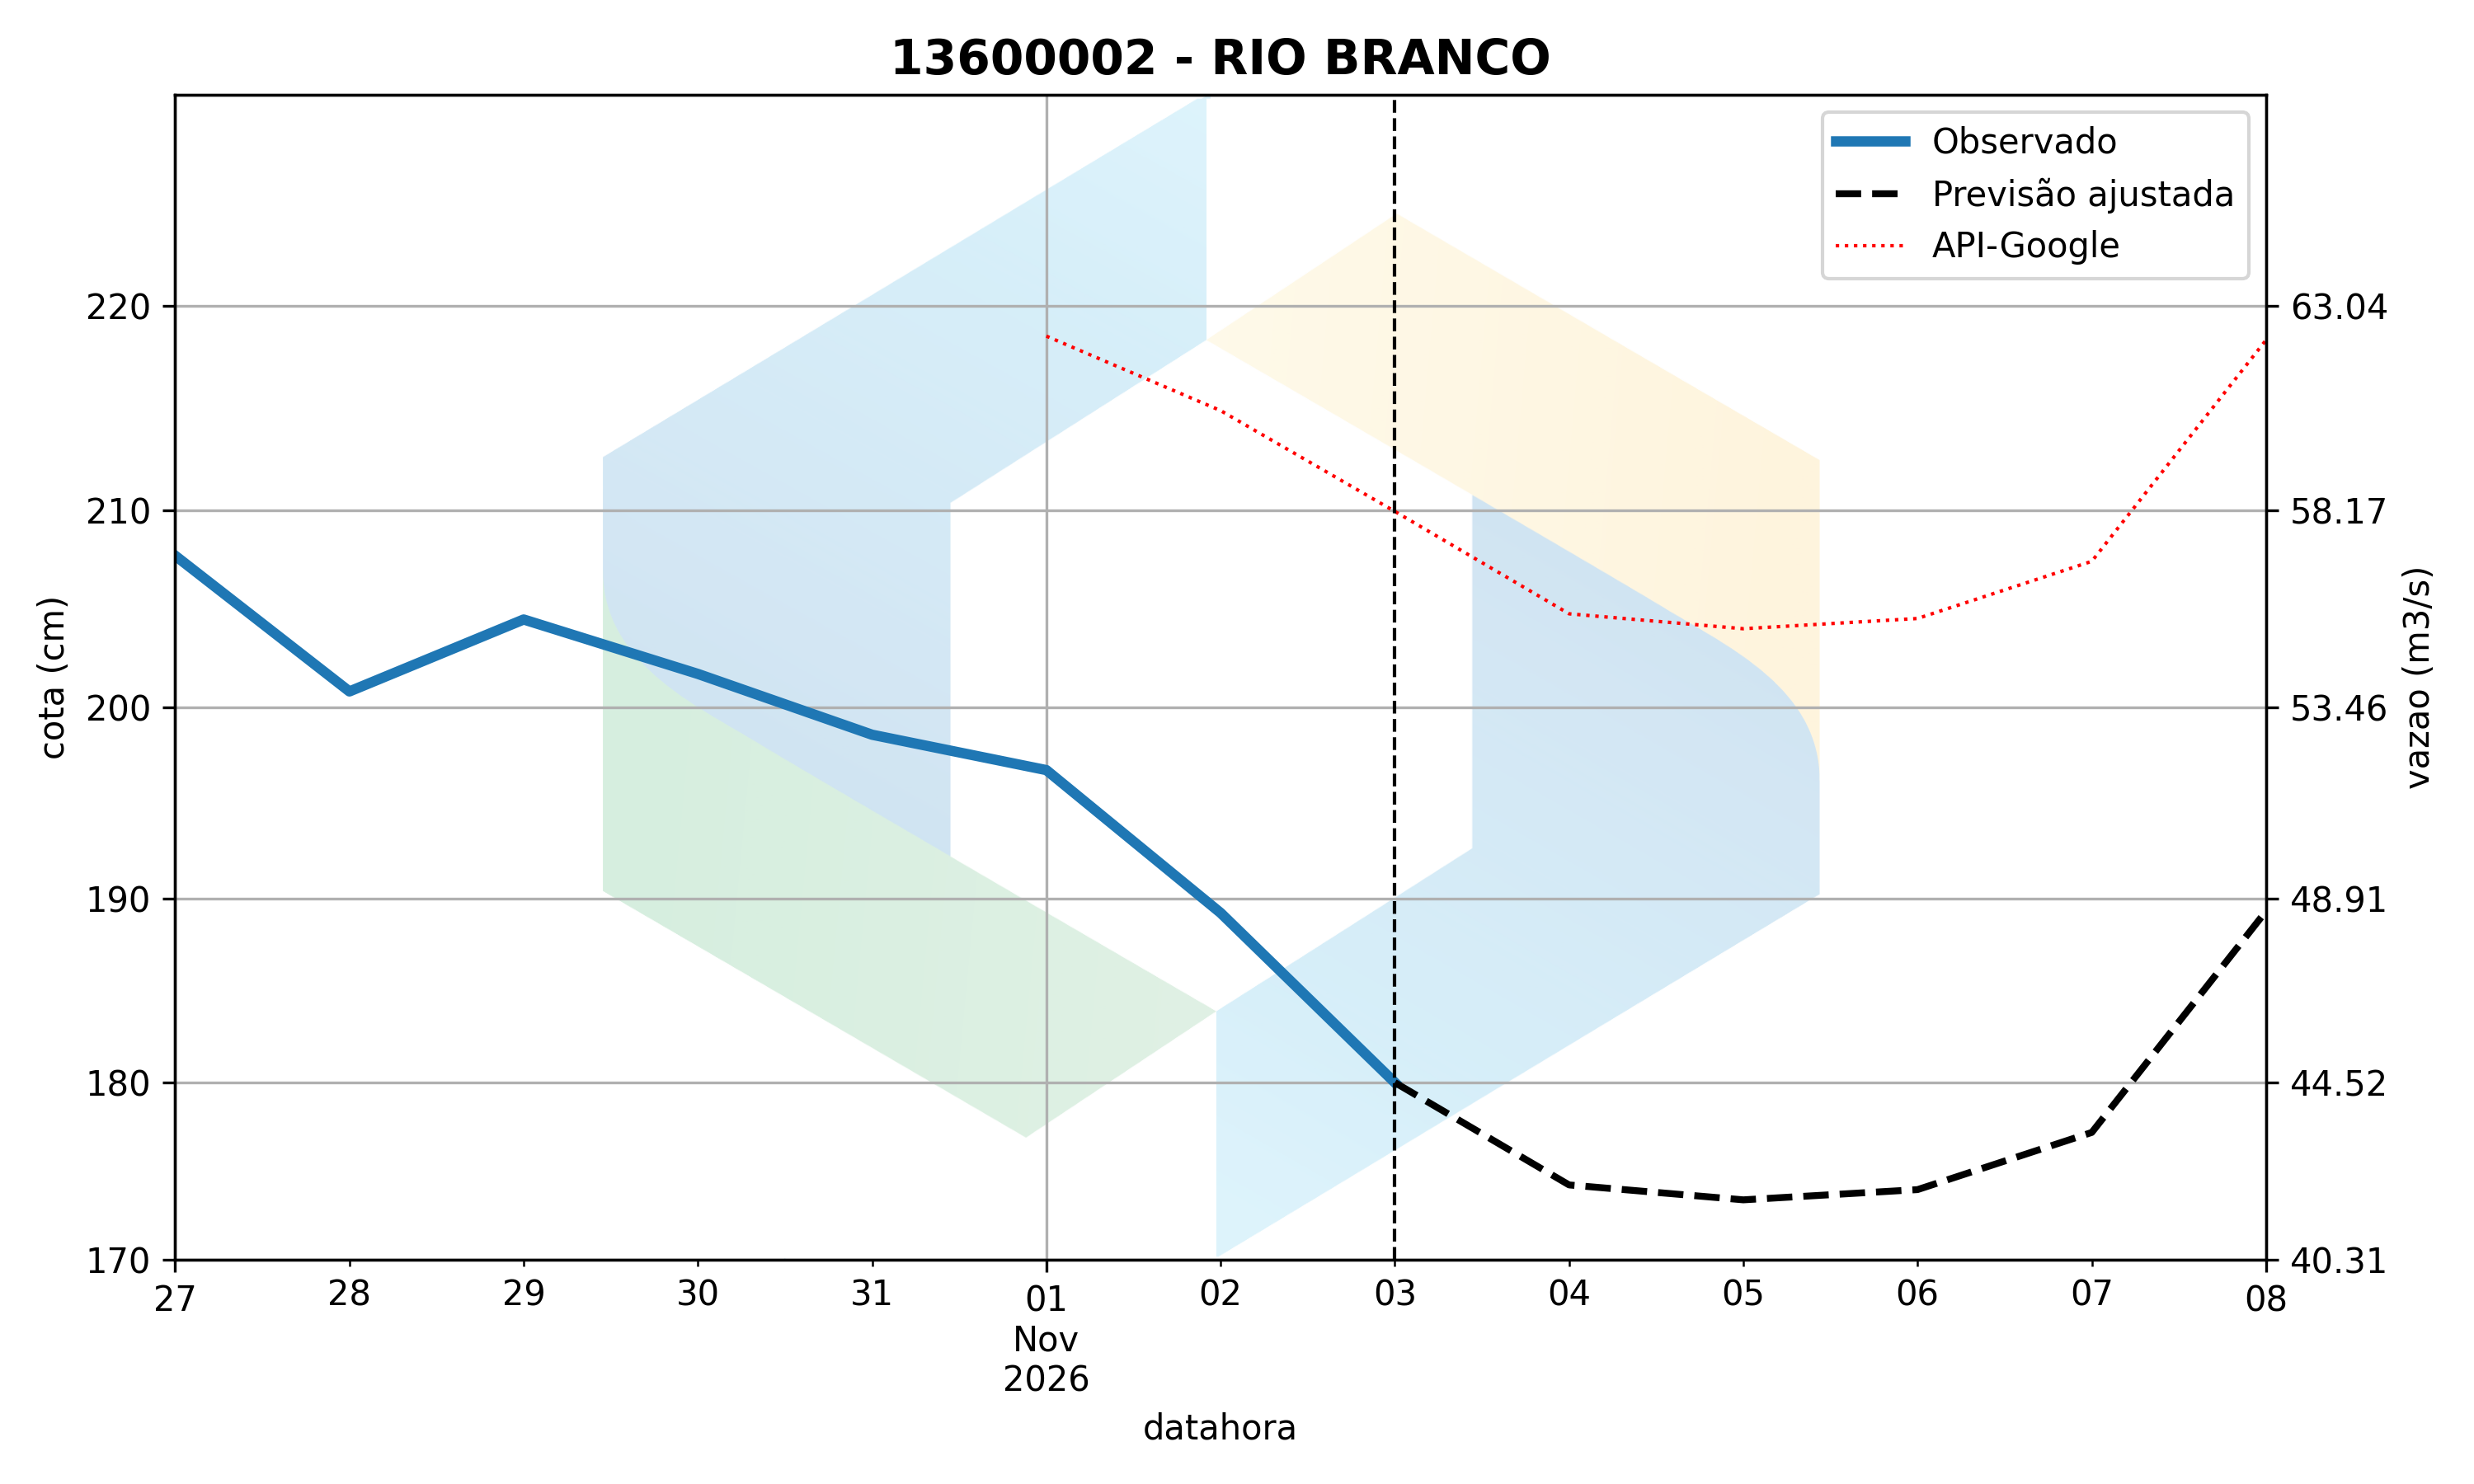 13600002 - RIO BRANCO
Observado
Previsão ajustada
API-Google
cota (cm)
220
210
200
190
180
170
63.04
58.17
53.46
48.91
44.52
40.31
vazao (m3/s)
27 28 29 30 31 01 02 03 04 05 06 07 08
Nov
2026
datahora